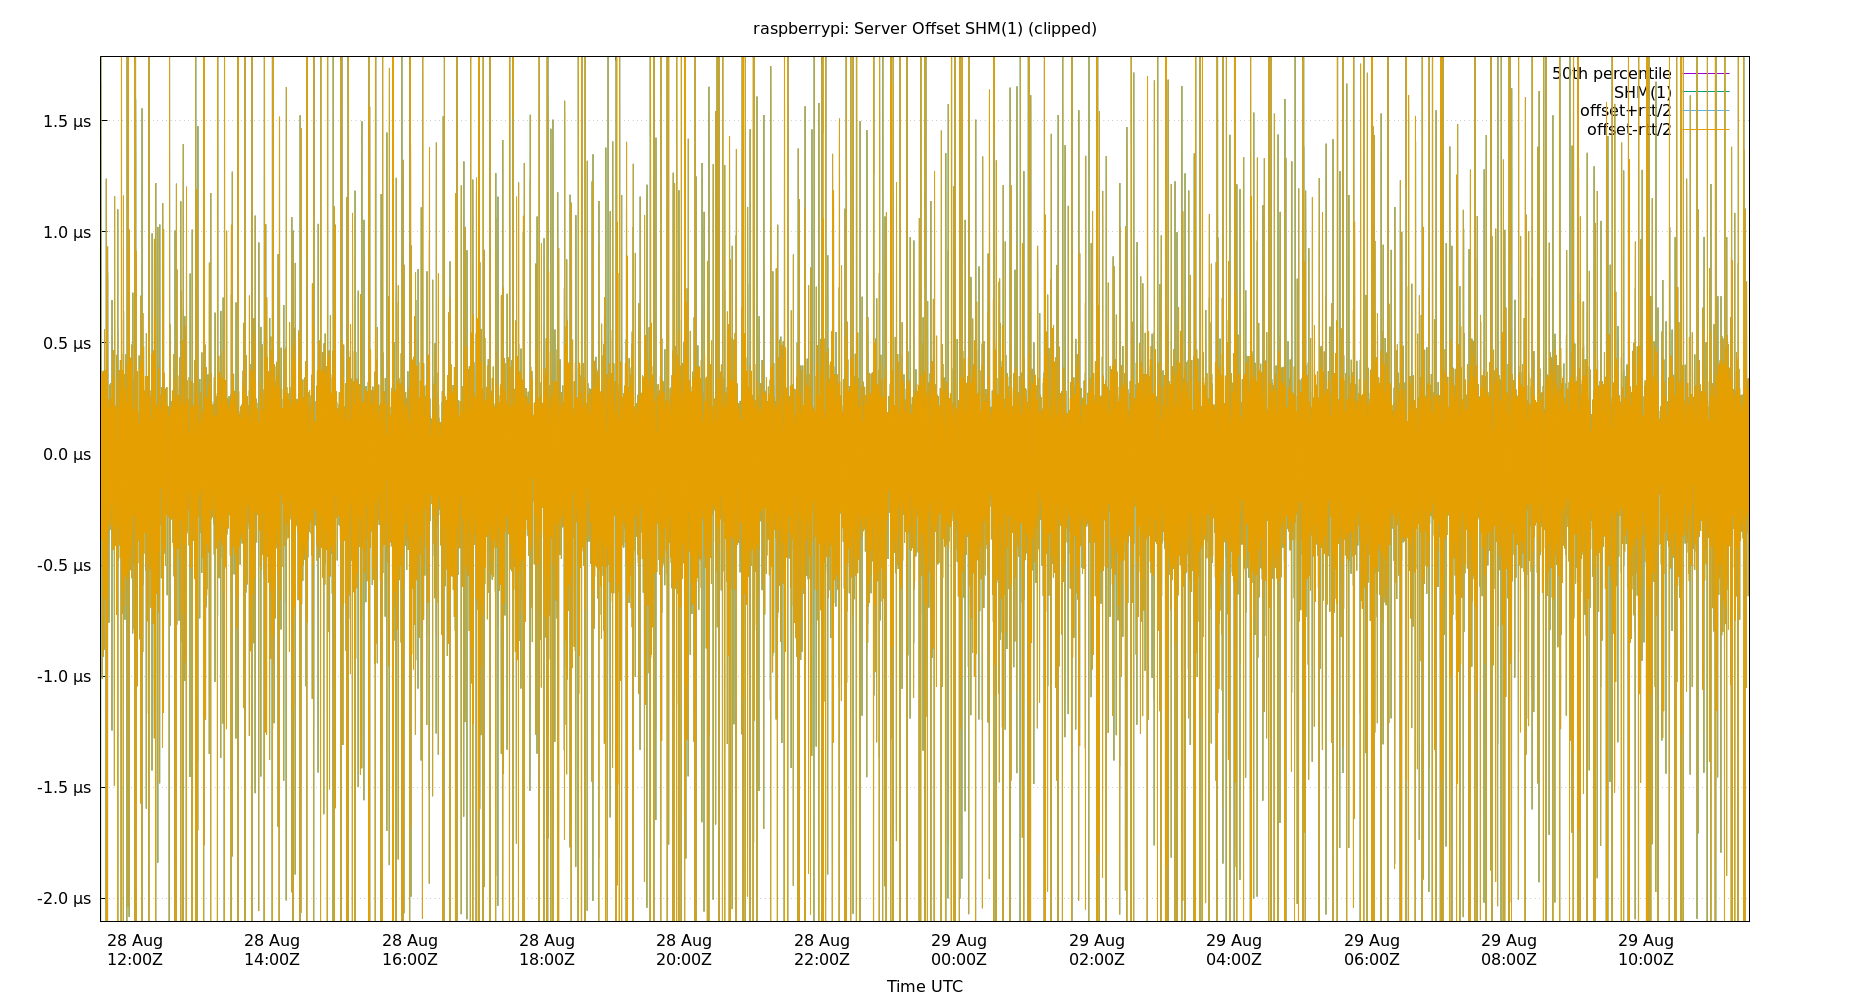 raspberrypi: Server Offset SHM(1) (clipped)
50th percentile
SHM(1)
offset+rtt/2
offset-rtt/2
1.5 µs
1.0 µs
0.5 µs
0.0 µs
-0.5 µs
-1.0 µs
-1.5 µs
-2.0 µs
28 Aug 28 Aug 28 Aug 28 Aug 28 Aug 28 Aug 29 Aug 29 Aug 29 Aug 29 Aug 29 Aug 29 Aug
12:00Z 14:00Z 16:00Z 18:00Z 20:00Z 22:00Z 00:00Z 02:00Z 04:00Z 06:00Z 08:00Z 10:00Z
Time UTC